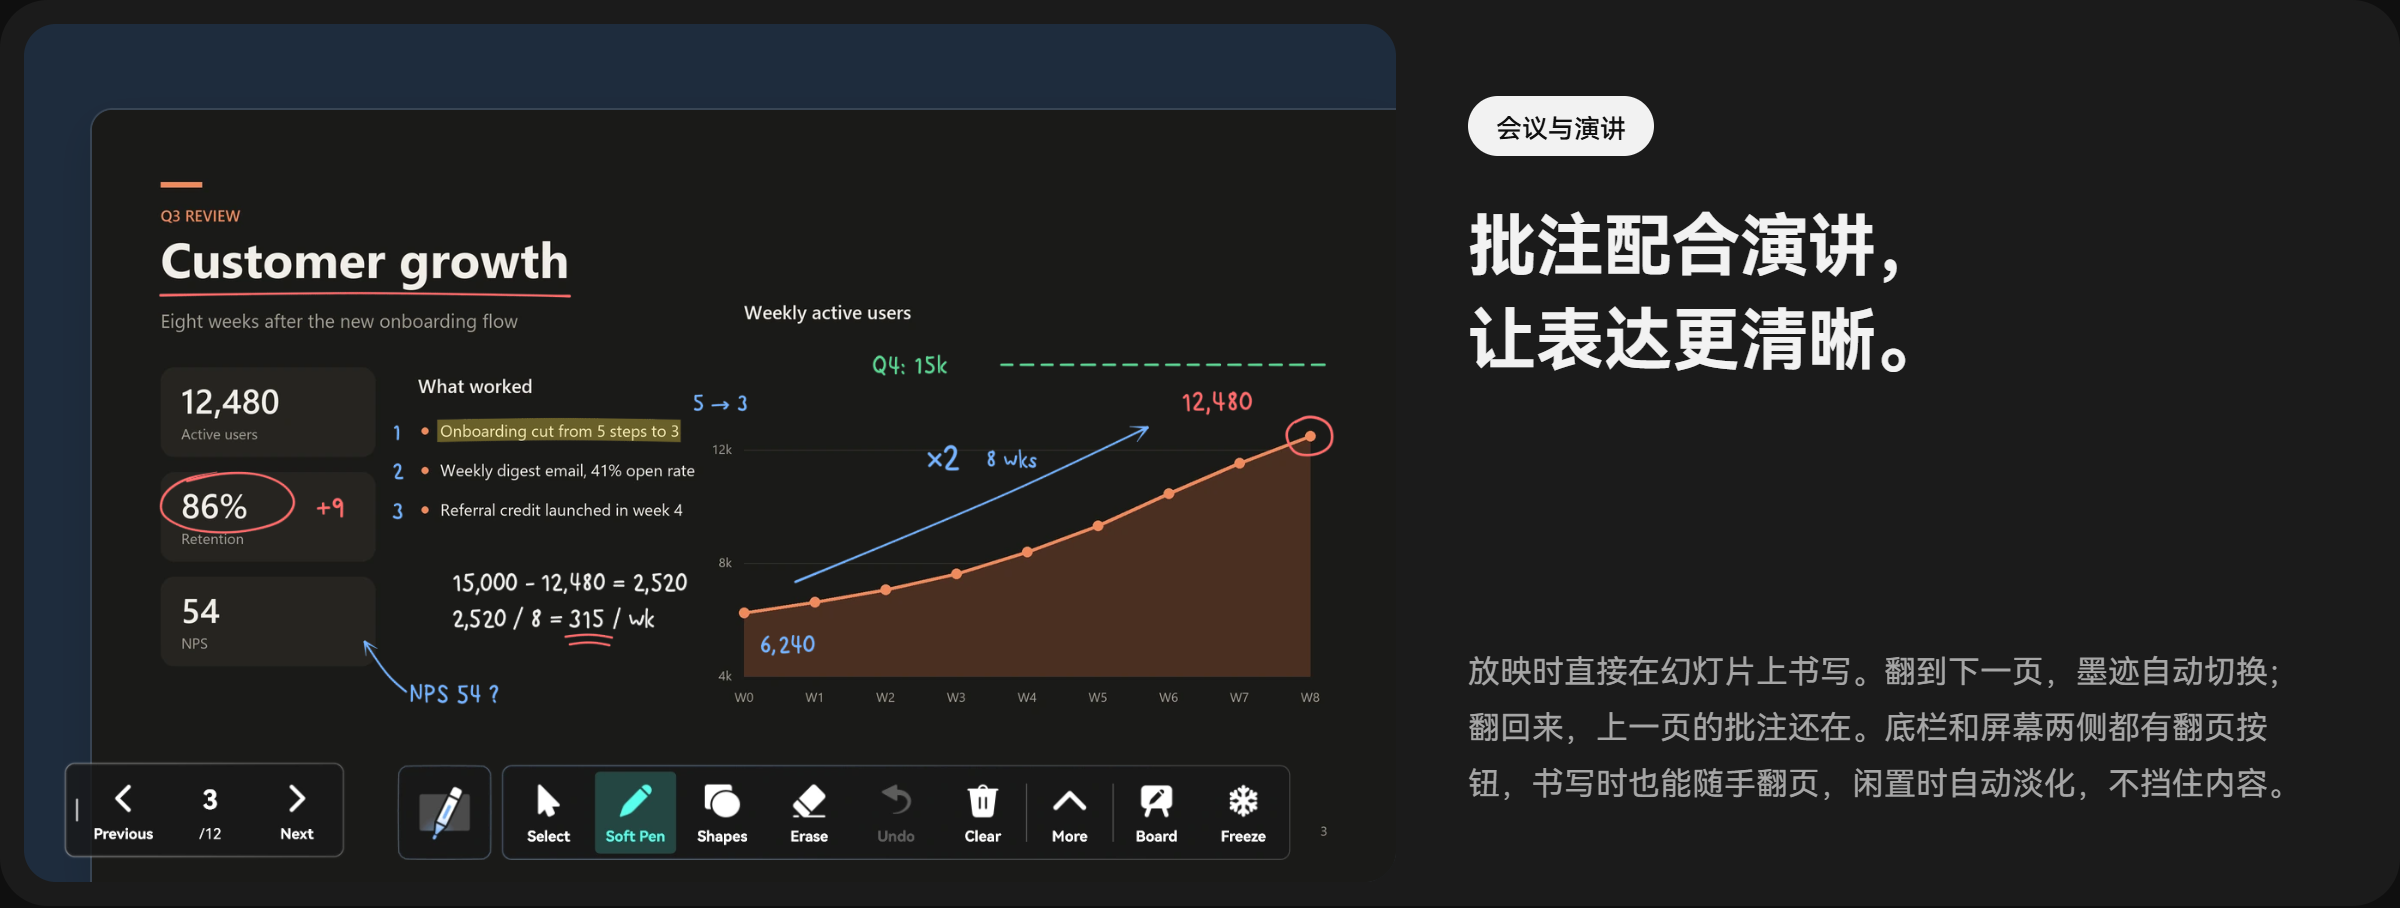 Q3 REVIEW
Customer growth
Eight weeks after the new onboarding flow
12,480
Active users
86%
+9
Retention
54
NPS
NPS 54 ?
What worked
5 → 3
1 • Onboarding cut from 5 steps to 3
2 • Weekly digest email, 41% open rate
3 • Referral credit launched in week 4
15,000 - 12,480 = 2,520
2,520 / 8 = 315 / wk
Weekly active users
Q4: 15k
12,480
×2 8 wks
6,240
12k
8k
4k
W0 W1 W2 W3 W4 W5 W6 W7 W8
Previous
3
/12
Next
Select
Soft Pen
Shapes
Erase
Undo
Clear
More
Board
Freeze
3
会议与演讲
批注配合演讲，
让表达更清晰。
放映时直接在幻灯片上书写。翻到下一页，墨迹自动切换；
翻回来，上一页的批注还在。底栏和屏幕两侧都有翻页按
钮，书写时也能随手翻页，闲置时自动淡化，不挡住内容。